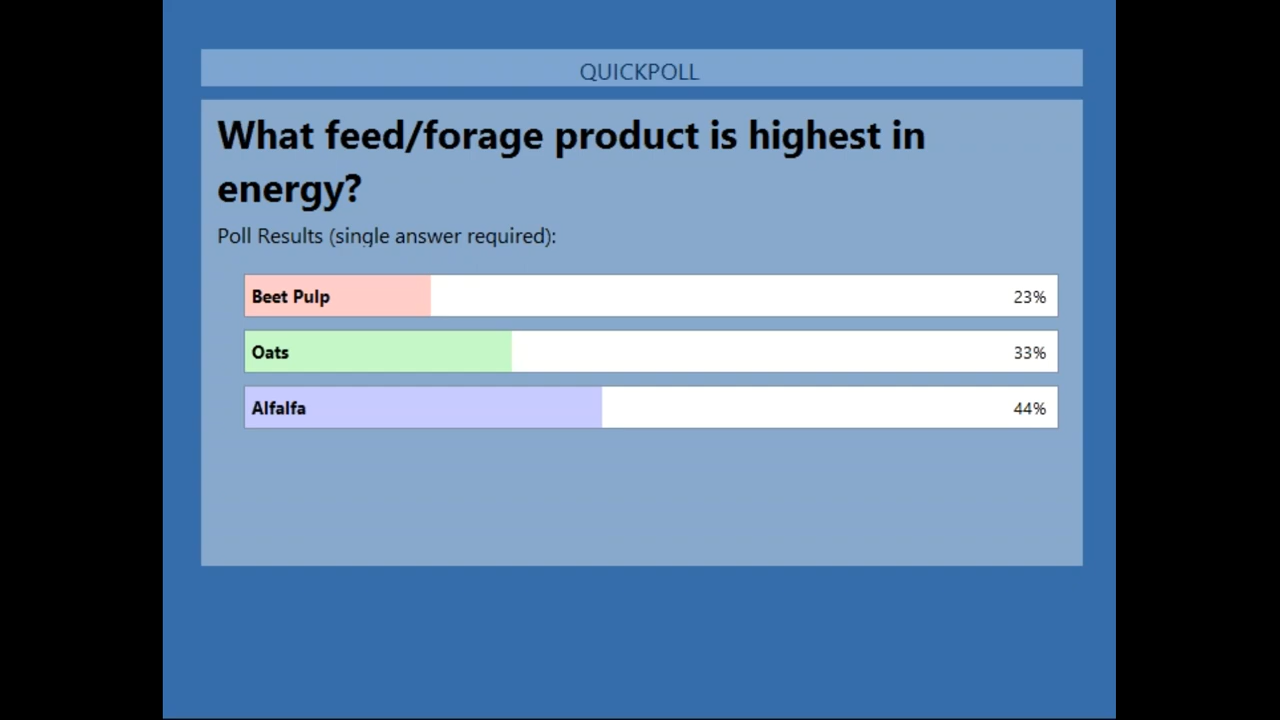 QUICKPOLL
What feed/forage product is highest in
energy?
Poll Results (single answer required):
Beet Pulp 23%
Oats 33%
Alfalfa 44%